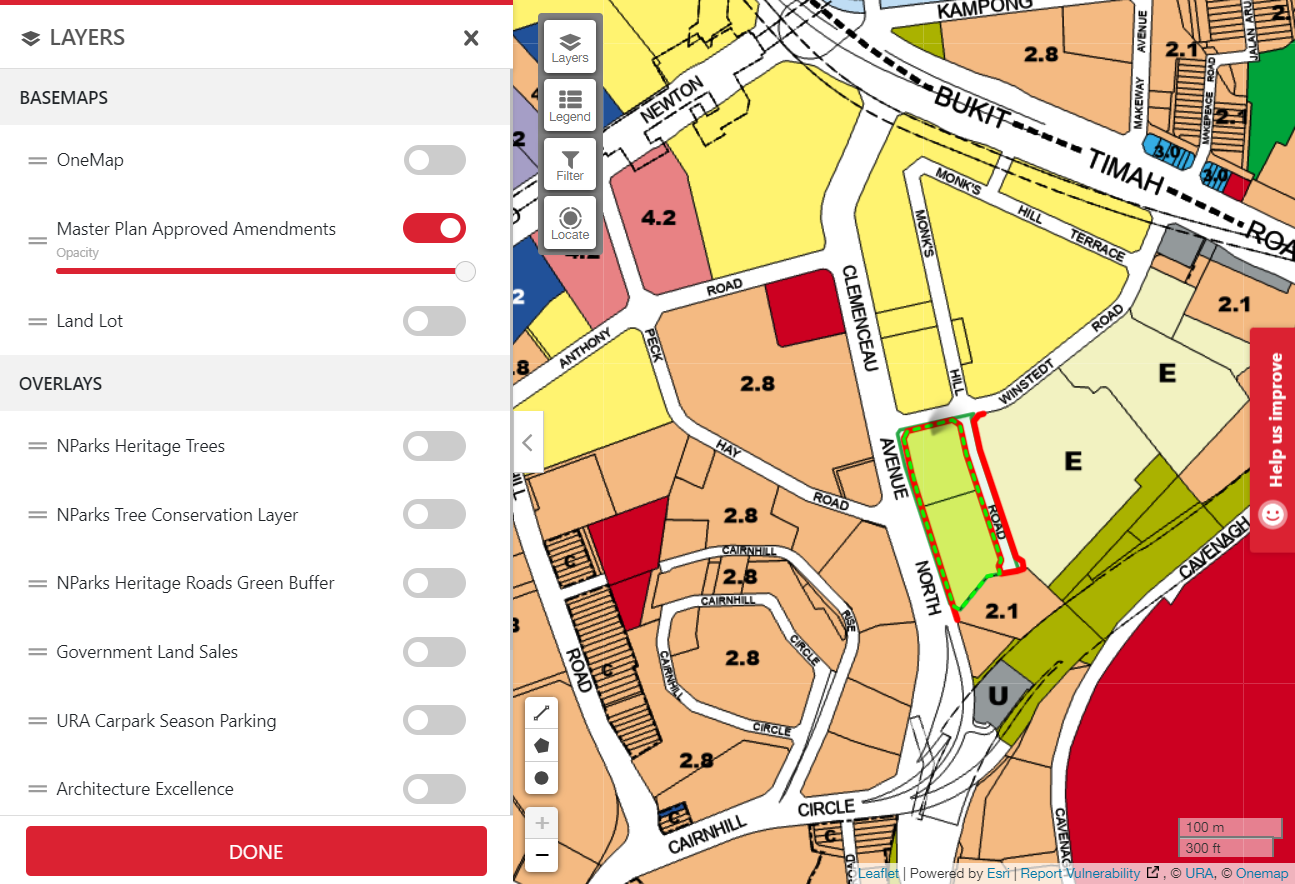 LAYERS
BASEMAPS
OneMap
Master Plan Approved Amendments
Opacity
Land Lot
OVERLAYS
NParks Heritage Trees
NParks Tree Conservation Layer
NParks Heritage Roads Green Buffer
Government Land Sales
URA Carpark Season Parking
Architecture Excellence
DONE
Layers
Legend
Filter
Locate
KAMPONG
NEWTON
BUKIT
TIMAH
ROA
MAKEWAY AVENUE
MAKEPEACE ROAD
JALAN ARU
2.8
2.1
2.1
2.
3.0
3.0
4.2
4.2
2
2
MONK'S
HILL
TERRACE
MONK'S
HILL
ROAD
WINSTEDT
ROAD
CLEMENCEAU
AVENUE
NORTH
ANTHONY
ROAD
PECK
HAY
ROAD
2.8
2.1
E
E
.8
2.8
2.8
2.8
2.8
2.1
U
C
C
C
C
CAIRNHILL
RISE
CAIRNHILL
CIRCLE
CAIRNHILL
CIRCLE
ROAD
CAIRNHILL
CIRCLE
CAVENAGH
CAVENAG
OAD
Help us improve
+
−
100 m
300 ft
Leaflet | Powered by Esri | Report Vulnerability , © URA, © Onemap